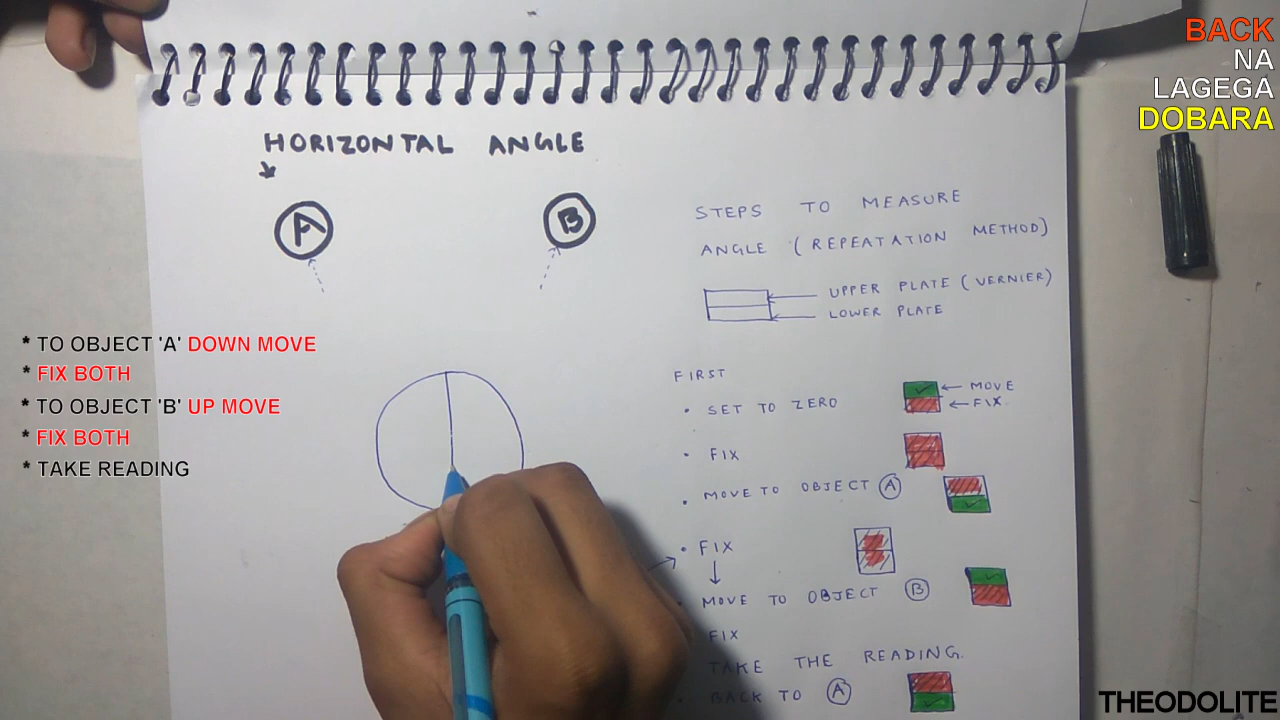 BACK
NA
LAGEGA
DOBARA
HORIZONTAL ANGLE
A
B
STEPS TO MEASURE
ANGLE (REPEATATION METHOD)
UPPER PLATE (VERNIER)
LOWER PLATE
* TO OBJECT 'A' DOWN MOVE
* FIX BOTH
* TO OBJECT 'B' UP MOVE
* FIX BOTH
* TAKE READING
FIRST
• SET TO ZERO
MOVE
FIX
• FIX
• MOVE TO OBJECT A
• FIX
• MOVE TO OBJECT B
FIX
TAKE THE READING.
• BACK TO A
THEODOLITE